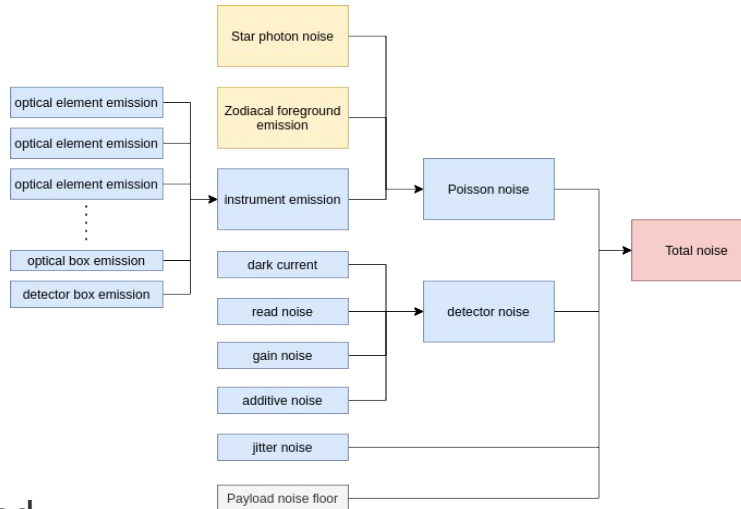 Star photon noise
optical element emission
Zodiacal foreground
emission
optical element emission
optical element emission
instrument emission
Poisson noise
optical box emission
detector box emission
dark current
read noise
gain noise
additive noise
detector noise
Total noise
jitter noise
Payload noise floor